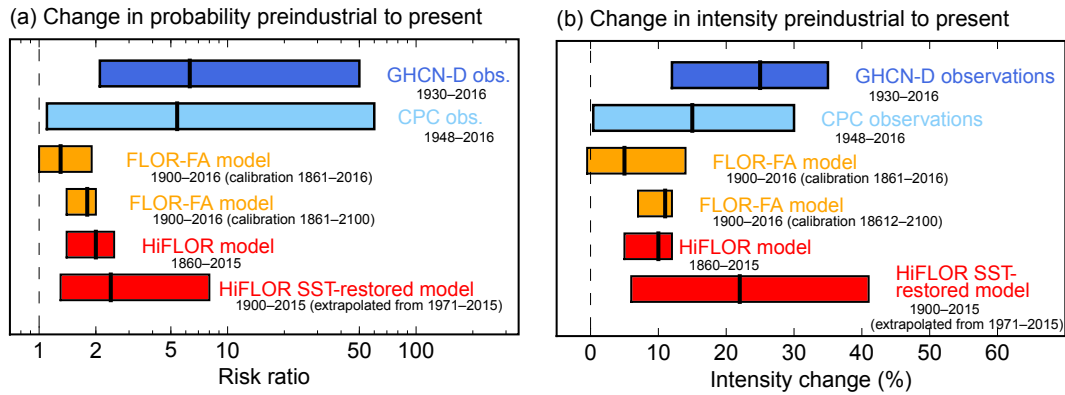 (a) Change in probability preindustrial to present
GHCN-D obs.
1930–2016
CPC obs.
1948–2016
FLOR-FA model
1900–2016 (calibration 1861–2016)
FLOR-FA model
1900–2016 (calibration 1861–2100)
HiFLOR model
1860–2015
HiFLOR SST-restored model
1900–2015 (extrapolated from 1971–2015)
1 2 5 10 20 50 100
Risk ratio
(b) Change in intensity preindustrial to present
GHCN-D observations
1930–2016
CPC observations
1948–2016
FLOR-FA model
1900–2016 (calibration 1861–2016)
FLOR-FA model
1900–2016 (calibration 18612–2100)
HiFLOR model
1860–2015
HiFLOR SST-
restored model
1900–2015
(extrapolated from 1971–2015)
0 10 20 30 40 50 60
Intensity change (%)